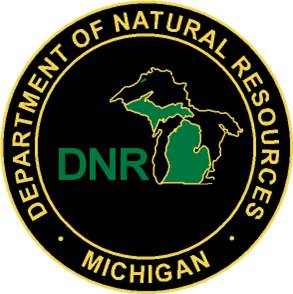 DEPARTMENT OF NATURAL RESOURCES
DNR
• MICHIGAN •